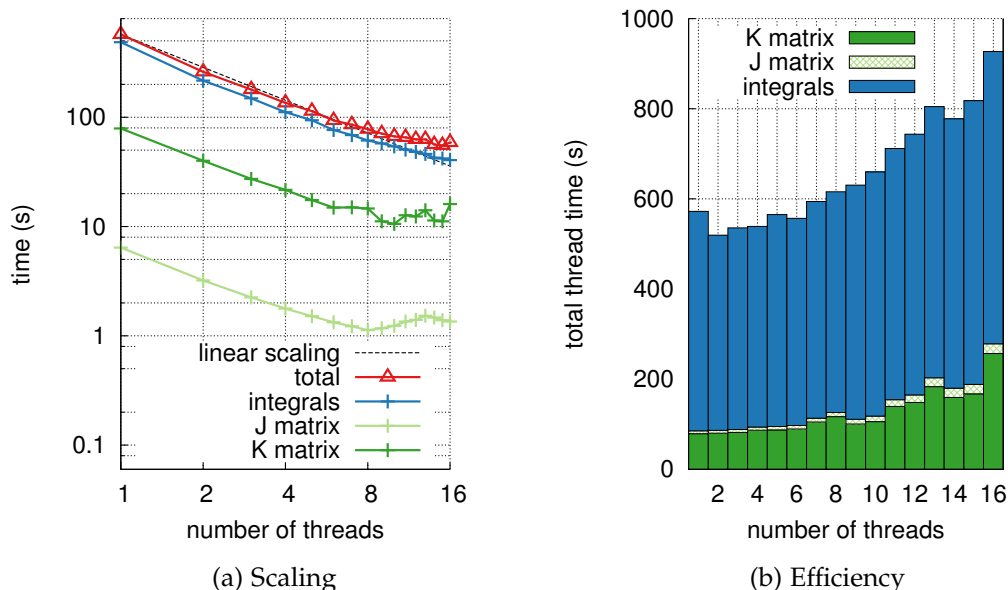 time (s)
100
10
1
0.1
linear scaling
total
integrals
J matrix
K matrix
1 2 4 8 16
number of threads
(a) Scaling
total thread time (s)
1000
800
600
400
200
0
K matrix
J matrix
integrals
2 4 6 8 10 12 14 16
number of threads
(b) Efficiency